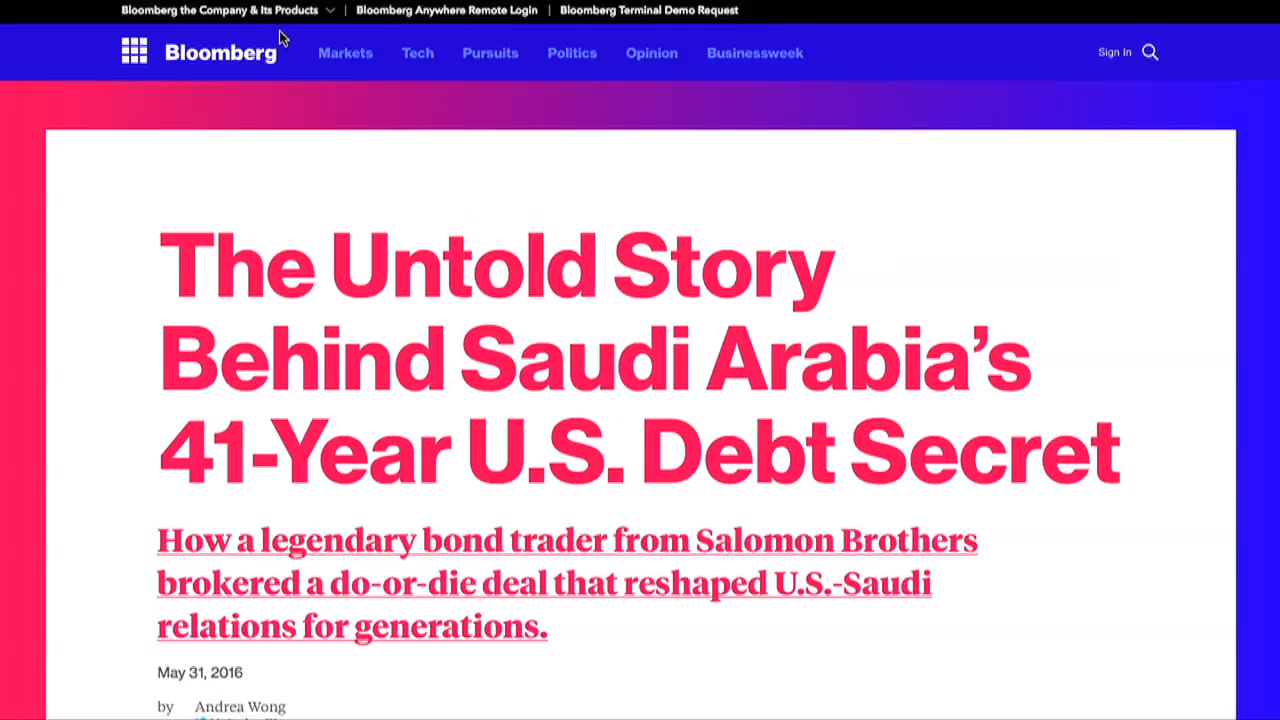 Bloomberg the Company & Its Products | Bloomberg Anywhere Remote Login | Bloomberg Terminal Demo Request
Bloomberg Markets Tech Pursuits Politics Opinion Businessweek Sign In
The Untold Story
Behind Saudi Arabia’s
41-Year U.S. Debt Secret
How a legendary bond trader from Salomon Brothers
brokered a do-or-die deal that reshaped U.S.-Saudi
relations for generations.
May 31, 2016
by Andrea Wong